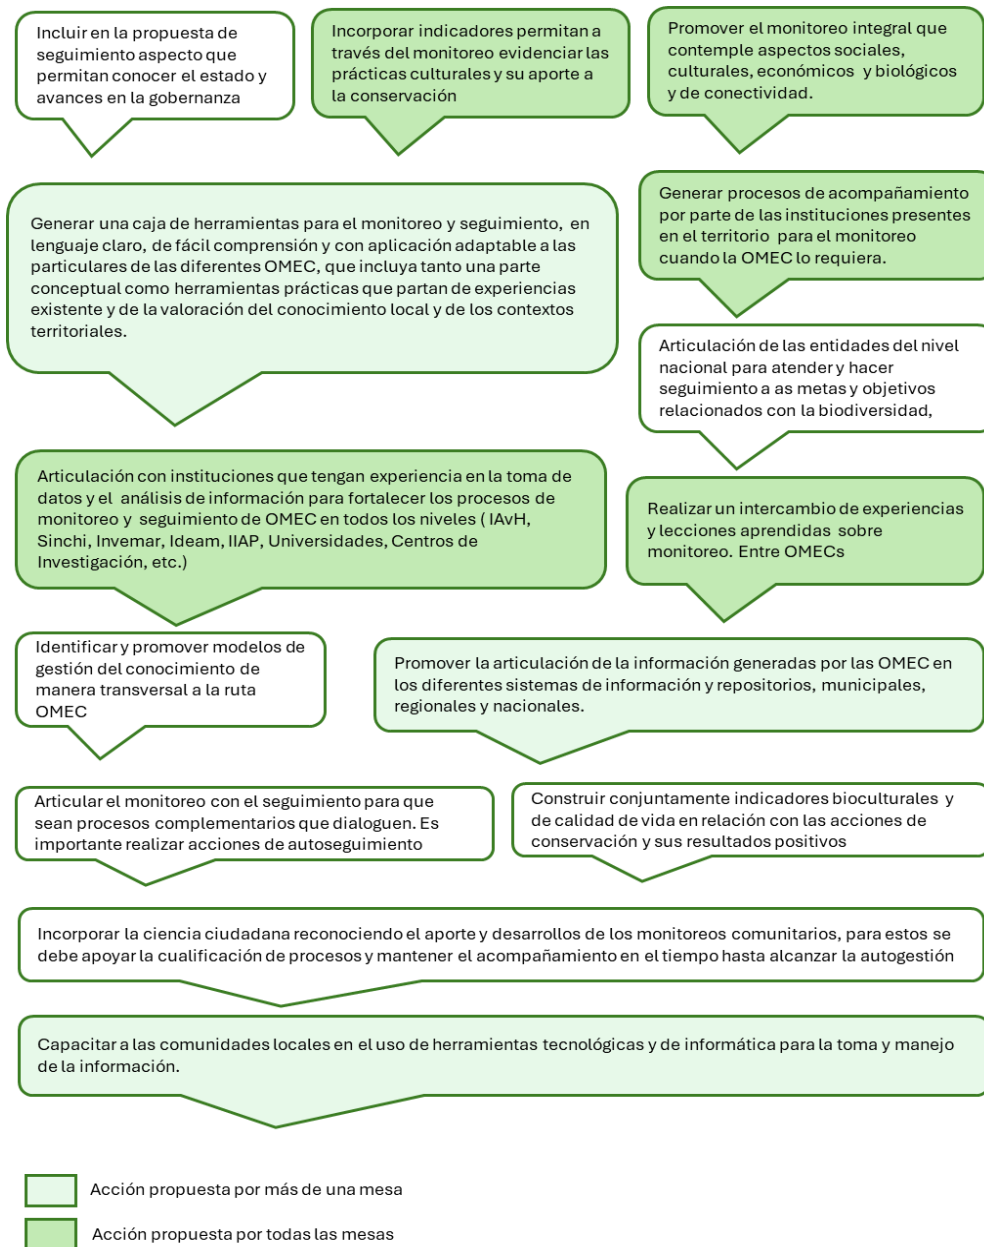 Incluir en la propuesta de
seguimiento aspecto que
permitan conocer el estado y
avances en la gobernanza
Incorporar indicadores permitan a
través del monitoreo evidenciar las
prácticas culturales y su aporte a
la conservación
Promover el monitoreo integral que
contemple aspectos sociales,
culturales, económicos y biológicos
y de conectividad.
Generar una caja de herramientas para el monitoreo y seguimiento, en
lenguaje claro, de fácil comprensión y con aplicación adaptable a las
particulares de las diferentes OMEC, que incluya tanto una parte
conceptual como herramientas prácticas que partan de experiencias
existente y de la valoración del conocimiento local y de los contextos
territoriales.
Generar procesos de acompañamiento
por parte de las instituciones presentes
en el territorio para el monitoreo
cuando la OMEC lo requiera.
Articulación de las entidades del nivel
nacional para atender y hacer
seguimiento a as metas y objetivos
relacionados con la biodiversidad,
Articulación con instituciones que tengan experiencia en la toma de
datos y el análisis de información para fortalecer los procesos de
monitoreo y seguimiento de OMEC en todos los niveles ( IAvH,
Sinchi, Invemar, Ideam, IIAP, Universidades, Centros de
Investigación, etc.)
Realizar un intercambio de experiencias
y lecciones aprendidas sobre
monitoreo. Entre OMECs
Identificar y promover modelos de
gestión del conocimiento de
manera transversal a la ruta
OMEC
Promover la articulación de la información generadas por las OMEC en
los diferentes sistemas de información y repositorios, municipales,
regionales y nacionales.
Articular el monitoreo con el seguimiento para que
sean procesos complementarios que dialoguen. Es
importante realizar acciones de autoseguimiento
Construir conjuntamente indicadores bioculturales y
de calidad de vida en relación con las acciones de
conservación y sus resultados positivos
Incorporar la ciencia ciudadana reconociendo el aporte y desarrollos de los monitoreos comunitarios, para estos se
debe apoyar la cualificación de procesos y mantener el acompañamiento en el tiempo hasta alcanzar la autogestión
Capacitar a las comunidades locales en el uso de herramientas tecnológicas y de informática para la toma y manejo
de la información.
Acción propuesta por más de una mesa
Acción propuesta por todas las mesas